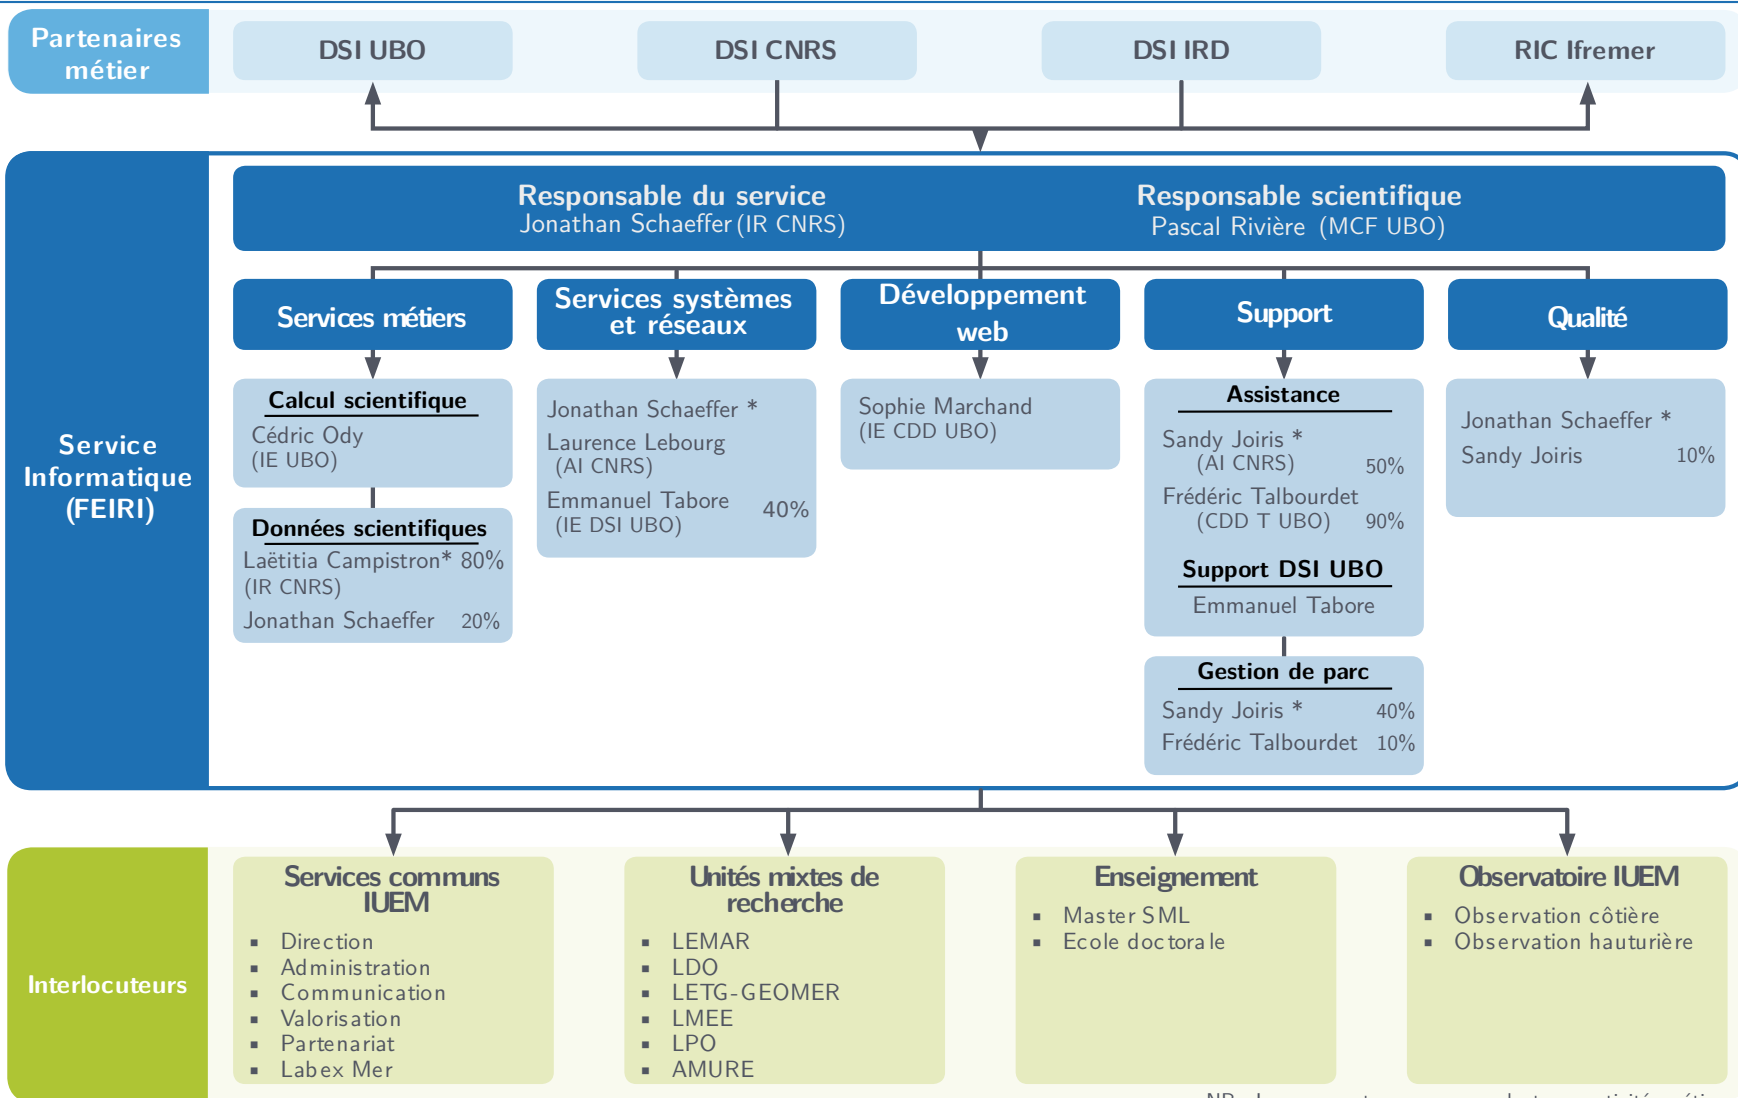 Partenaires
métier
DSI UBO
DSI CNRS
DSI IRD
RIC Ifremer
Service
Informatique
(FEIRI)
Responsable du service
Jonathan Schaeffer (IR CNRS)
Responsable scientifique
Pascal Rivière (MCF UBO)
Services métiers
Services systèmes
et réseaux
Développement
web
Support
Qualité
Calcul scientifique
Cédric Ody
(IE UBO)
Données scientifiques
Laëtitia Campistron* 80%
(IR CNRS)
Jonathan Schaeffer 20%
Jonathan Schaeffer *
Laurence Lebourg
(AI CNRS)
Emmanuel Tabore 40%
(IE DSI UBO)
Sophie Marchand
(IE CDD UBO)
Assistance
Sandy Joiris *
(AI CNRS) 50%
Frédéric Talbourdet
(CDD T UBO) 90%
Support DSI UBO
Emmanuel Tabore
Gestion de parc
Sandy Joiris * 40%
Frédéric Talbourdet 10%
Jonathan Schaeffer *
Sandy Joiris 10%
Interlocuteurs
Services communs
IUEM
▪ Direction
▪ Administration
▪ Communication
▪ Valorisation
▪ Partenariat
▪ Labex Mer
Unités mixtes de
recherche
▪ LEMAR
▪ LDO
▪ LETG-GEOMER
▪ LMEE
▪ LPO
▪ AMURE
Enseignement
▪ Master SML
▪ Ecole doctorale
Observatoire IUEM
▪ Observation côtière
▪ Observation hauturière